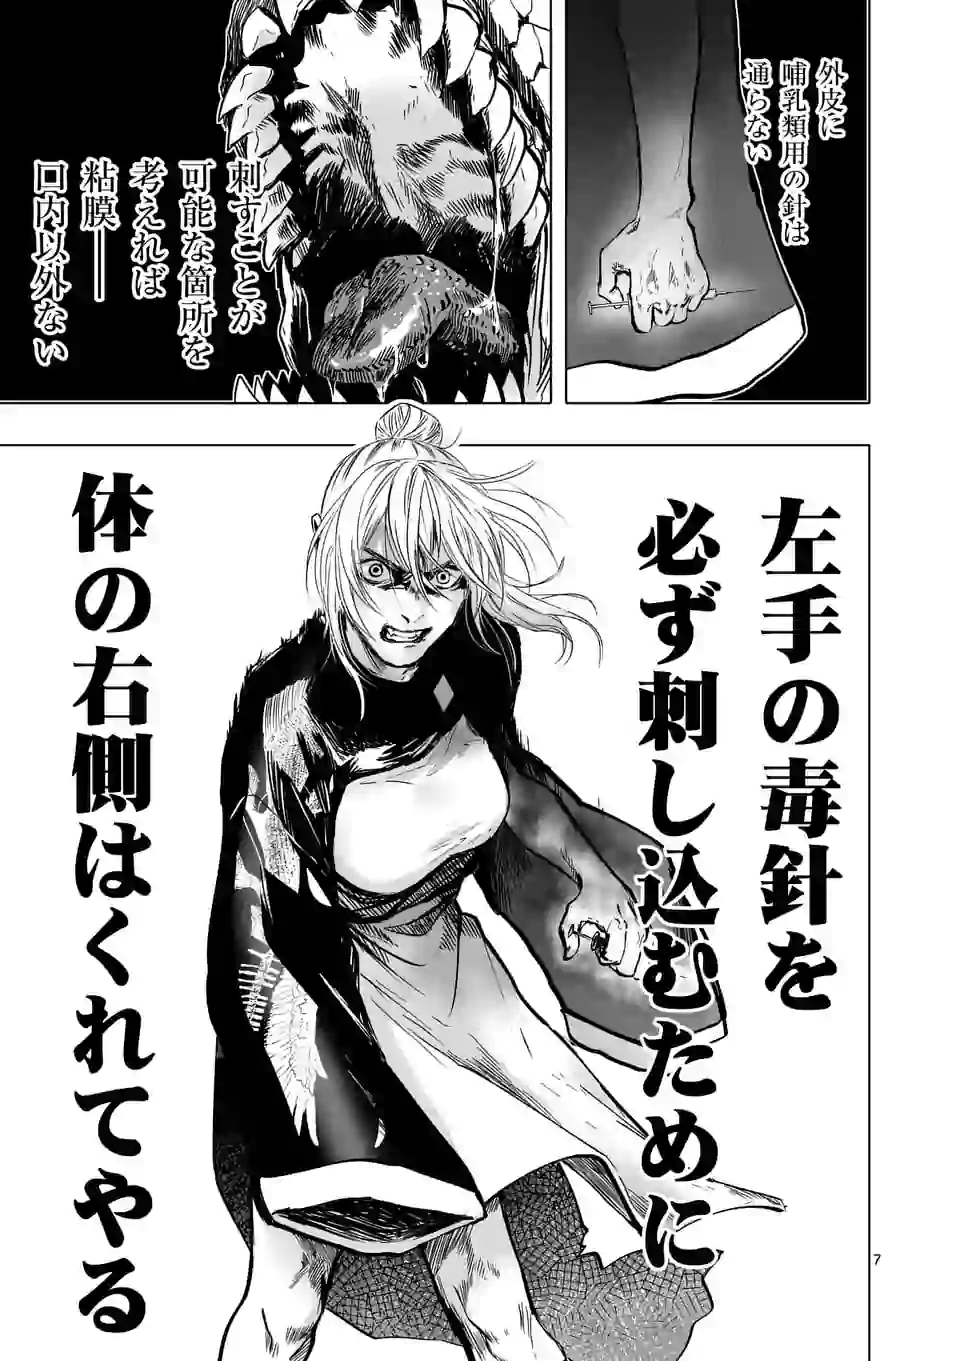 外皮に
哺乳類用の針は
通らない
刺すことが
可能な箇所を
考えれば
粘膜――
口内以外ない
左手の毒針を
必ず刺し込むために
体の右側はくれてやる
7